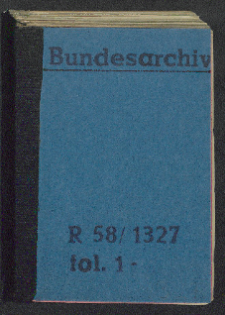 Bundesarchiv
R 58/1327
fol. 1-